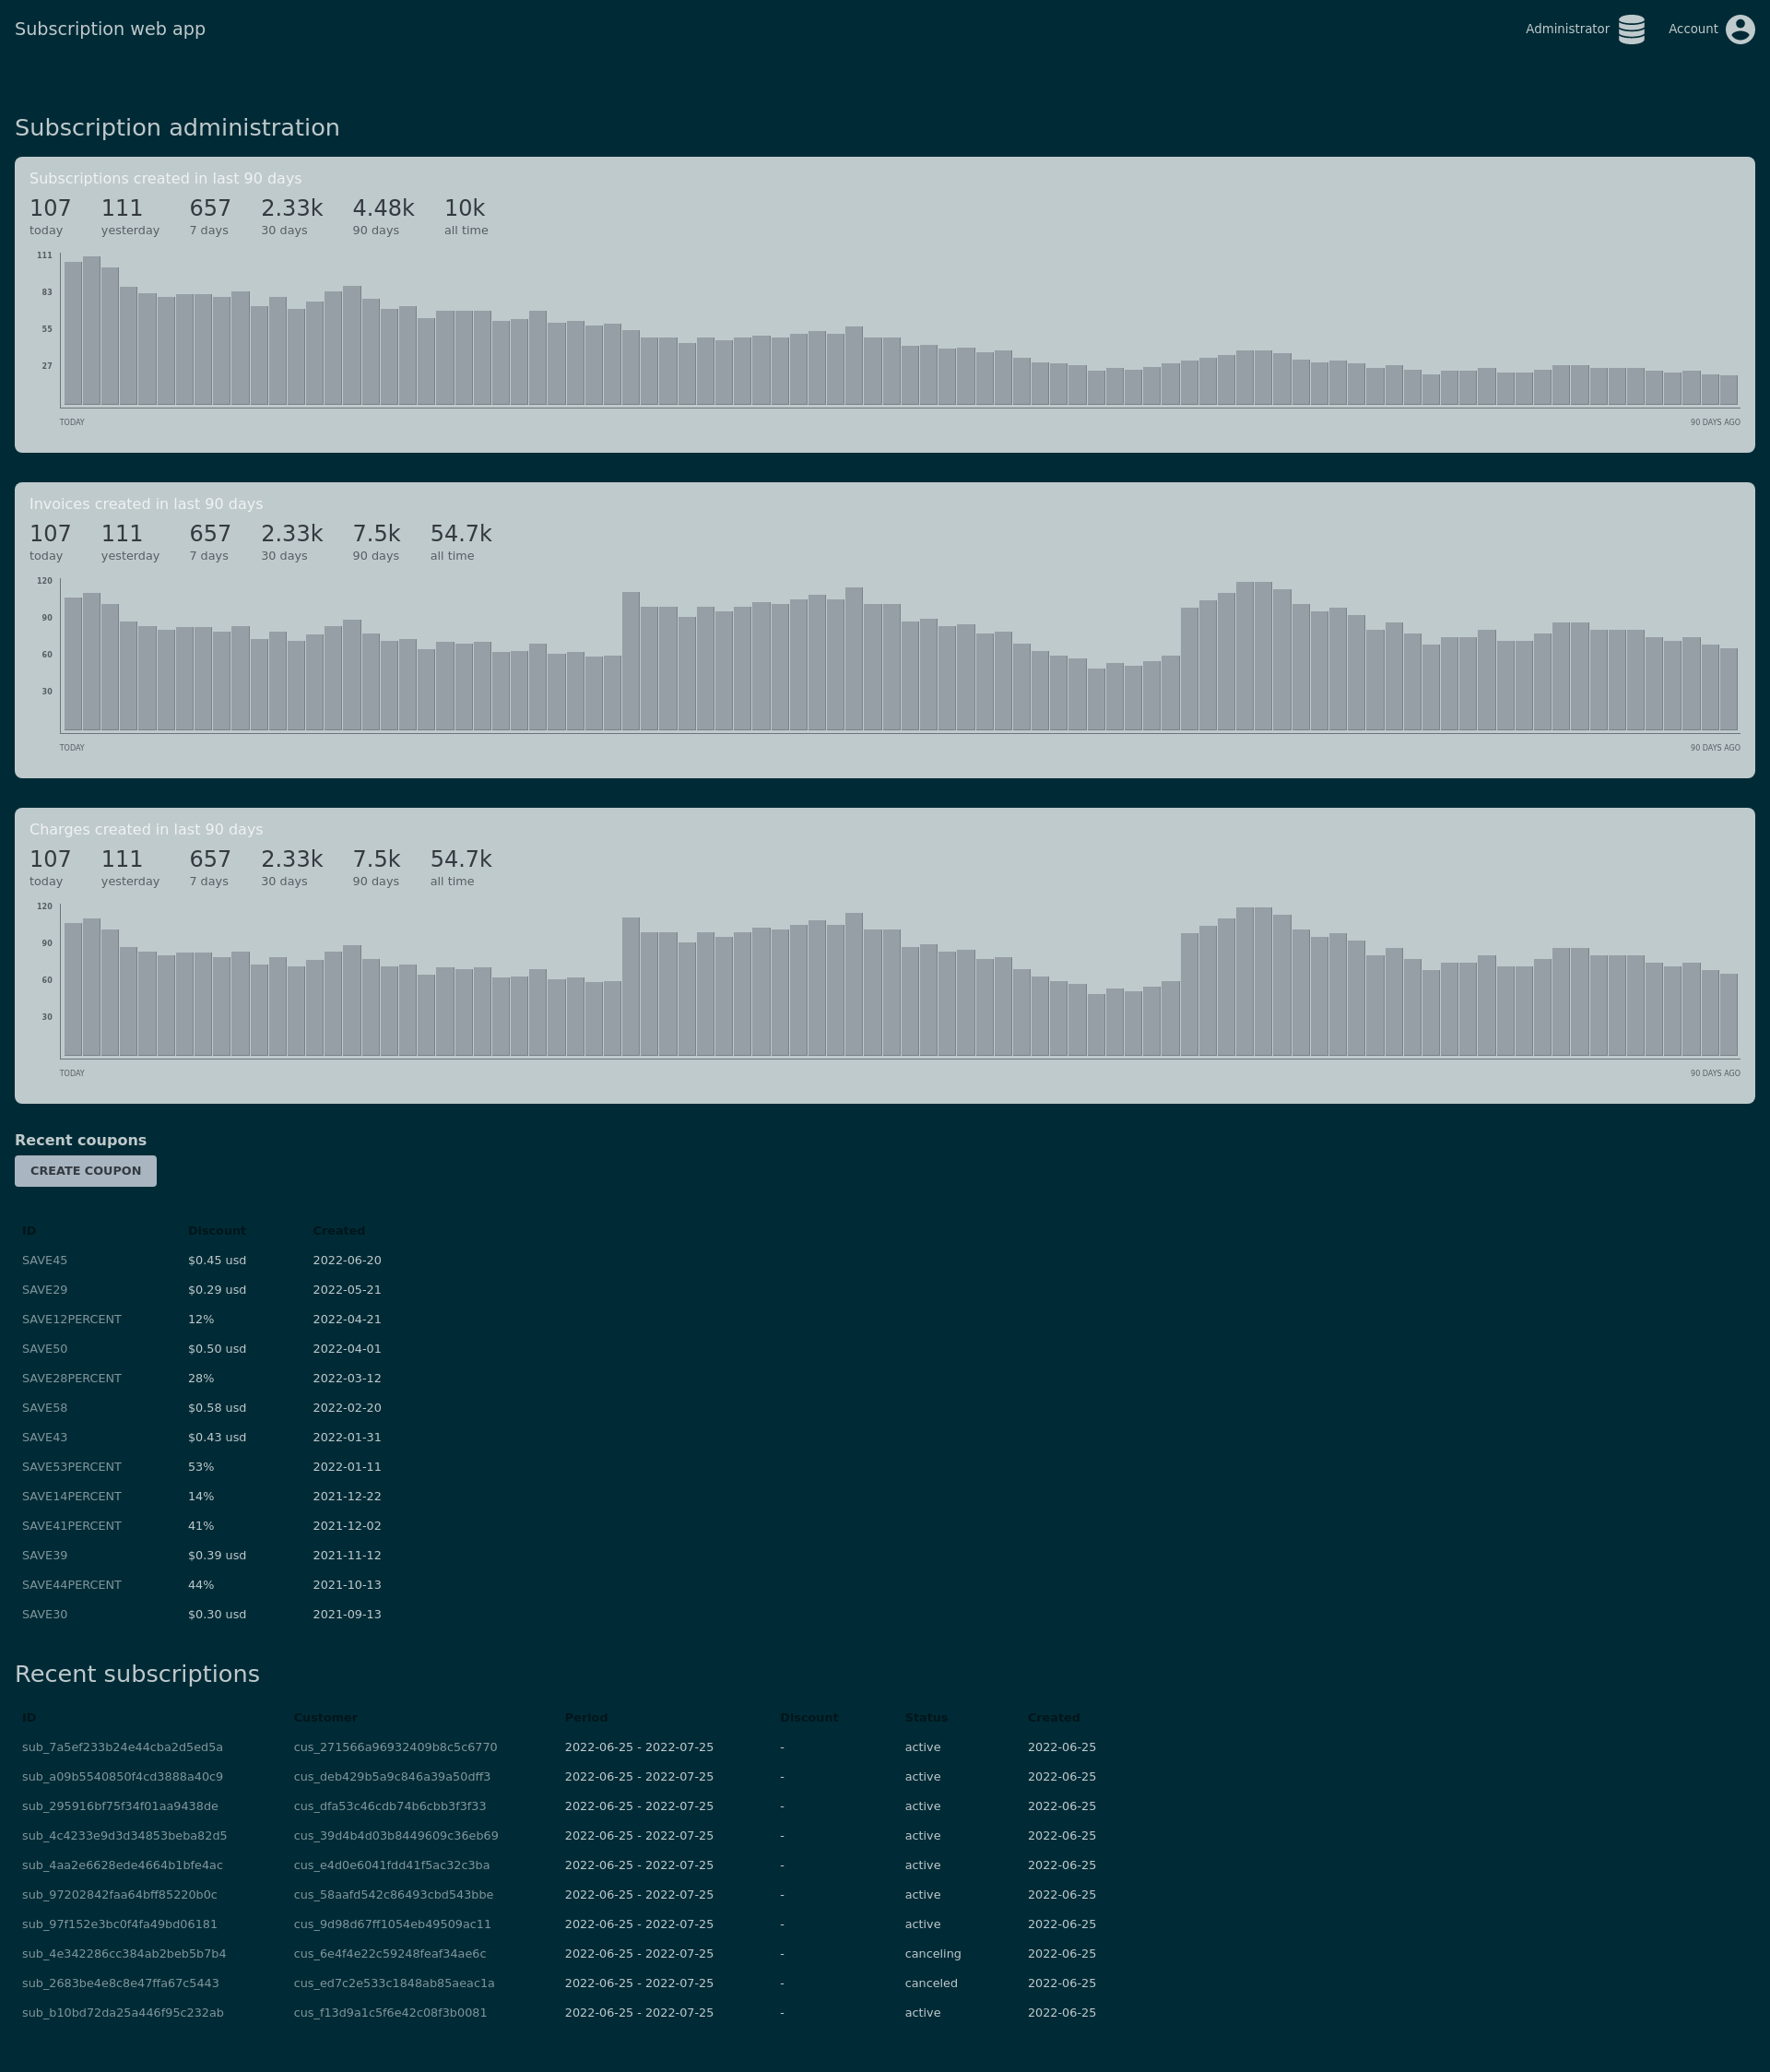 Subscription web app
Administrator
Account
Subscription administration
Subscriptions created in last 90 days
107 111 657 2.33k 4.48k 10k
today yesterday 7 days 30 days 90 days all time
111
83
55
27
TODAY 90 DAYS AGO
Invoices created in last 90 days
107 111 657 2.33k 7.5k 54.7k
today yesterday 7 days 30 days 90 days all time
120
90
60
30
TODAY 90 DAYS AGO
Charges created in last 90 days
107 111 657 2.33k 7.5k 54.7k
today yesterday 7 days 30 days 90 days all time
120
90
60
30
TODAY 90 DAYS AGO
Recent coupons
CREATE COUPON
ID Discount Created
SAVE45 $0.45 usd 2022-06-20
SAVE29 $0.29 usd 2022-05-21
SAVE12PERCENT 12% 2022-04-21
SAVE50 $0.50 usd 2022-04-01
SAVE28PERCENT 28% 2022-03-12
SAVE58 $0.58 usd 2022-02-20
SAVE43 $0.43 usd 2022-01-31
SAVE53PERCENT 53% 2022-01-11
SAVE14PERCENT 14% 2021-12-22
SAVE41PERCENT 41% 2021-12-02
SAVE39 $0.39 usd 2021-11-12
SAVE44PERCENT 44% 2021-10-13
SAVE30 $0.30 usd 2021-09-13
Recent subscriptions
ID Customer Period Discount Status Created
sub_7a5ef233b24e44cba2d5ed5a cus_271566a96932409b8c5c6770 2022-06-25 - 2022-07-25 - active 2022-06-25
sub_a09b5540850f4cd3888a40c9 cus_deb429b5a9c846a39a50dff3 2022-06-25 - 2022-07-25 - active 2022-06-25
sub_295916bf75f34f01aa9438de cus_dfa53c46cdb74b6cbb3f3f33 2022-06-25 - 2022-07-25 - active 2022-06-25
sub_4c4233e9d3d34853beba82d5 cus_39d4b4d03b8449609c36eb69 2022-06-25 - 2022-07-25 - active 2022-06-25
sub_4aa2e6628ede4664b1bfe4ac cus_e4d0e6041fdd41f5ac32c3ba 2022-06-25 - 2022-07-25 - active 2022-06-25
sub_97202842faa64bff85220b0c cus_58aafd542c86493cbd543bbe 2022-06-25 - 2022-07-25 - active 2022-06-25
sub_97f152e3bc0f4fa49bd06181 cus_9d98d67ff1054eb49509ac11 2022-06-25 - 2022-07-25 - active 2022-06-25
sub_4e342286cc384ab2beb5b7b4 cus_6e4f4e22c59248feaf34ae6c 2022-06-25 - 2022-07-25 - canceling 2022-06-25
sub_2683be4e8c8e47ffa67c5443 cus_ed7c2e533c1848ab85aeac1a 2022-06-25 - 2022-07-25 - canceled 2022-06-25
sub_b10bd72da25a446f95c232ab cus_f13d9a1c5f6e42c08f3b0081 2022-06-25 - 2022-07-25 - active 2022-06-25